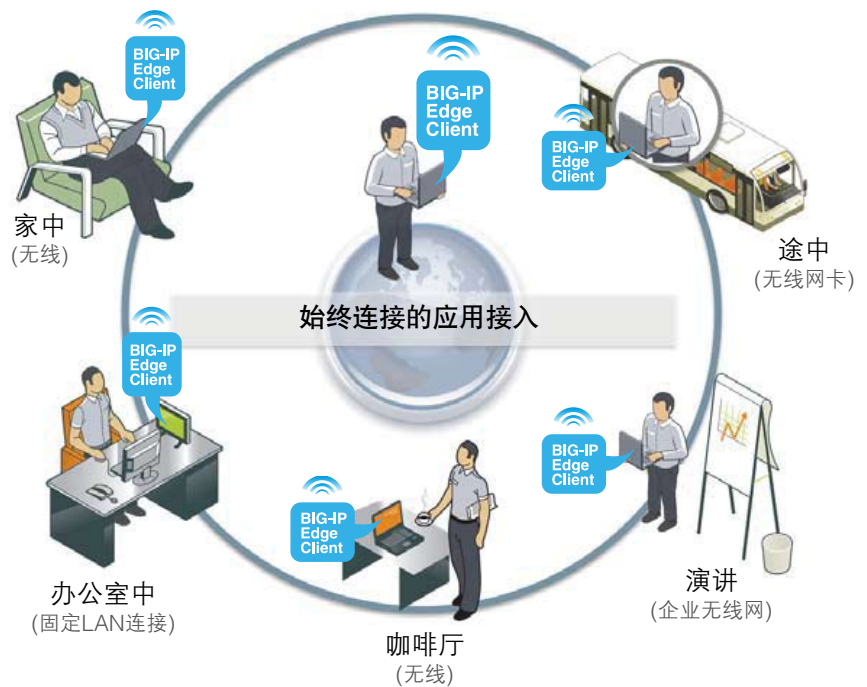 BIG-IP
Edge
Client
BIG-IP
Edge
Client
BIG-IP
Edge
Client
家中
(无线)
途中
(无线网卡)
始终连接的应用接入
BIG-IP
Edge
Client
BIG-IP
Edge
Client
BIG-IP
Edge
Client
办公室中
(固定LAN连接)
咖啡厅
(无线)
演讲
(企业无线网)